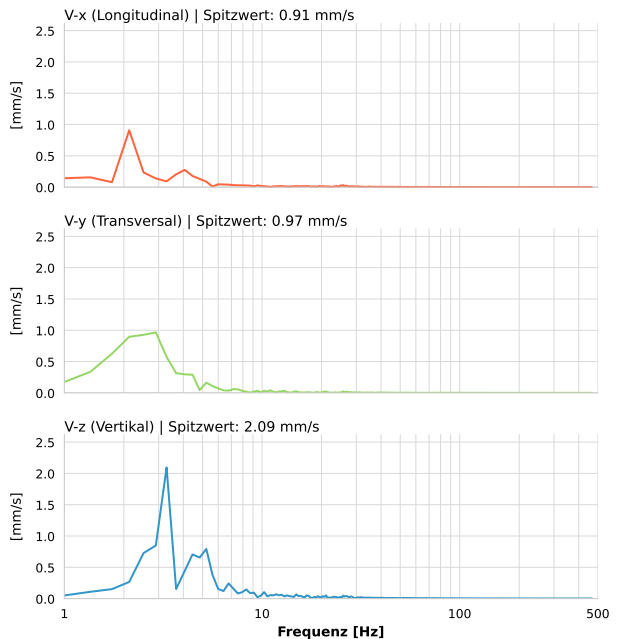 V-x (Longitudinal) | Spitzwert: 0.91 mm/s
2.5
2.0
1.5
1.0
0.5
0.0
[mm/s]
V-y (Transversal) | Spitzwert: 0.97 mm/s
2.5
2.0
1.5
1.0
0.5
0.0
[mm/s]
V-z (Vertikal) | Spitzwert: 2.09 mm/s
2.5
2.0
1.5
1.0
0.5
0.0
[mm/s]
1 10 100 500
Frequenz [Hz]